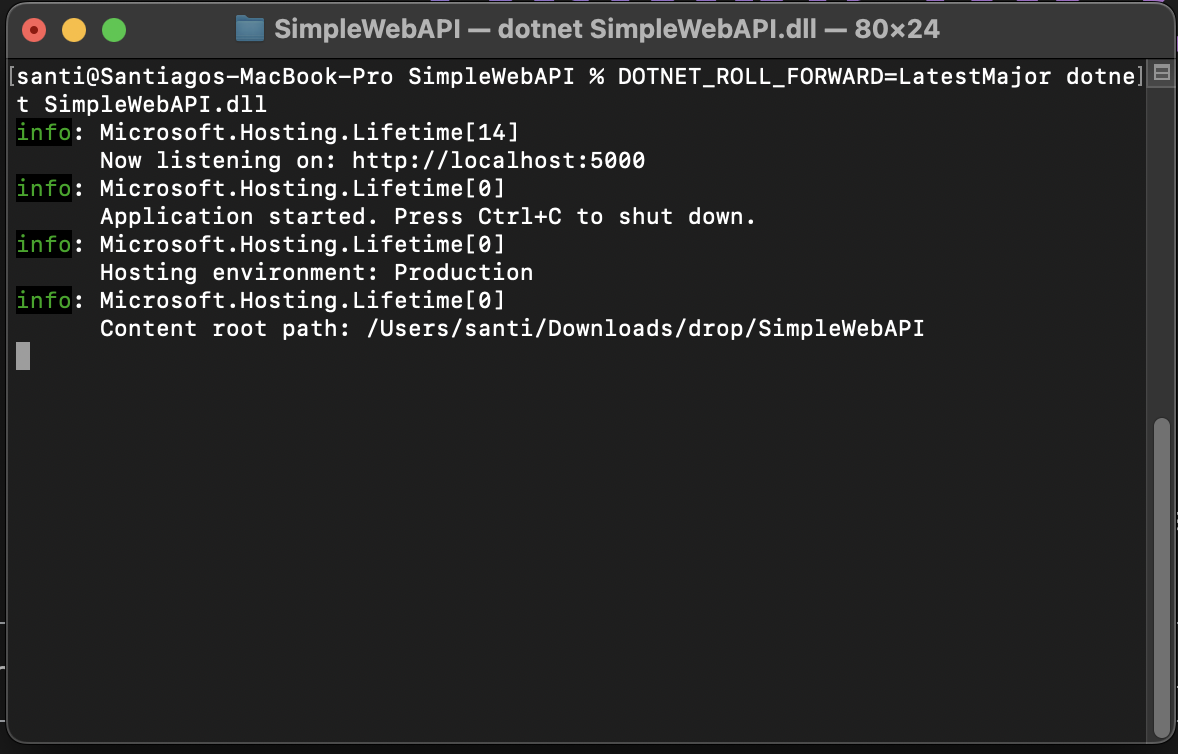 SimpleWebAPI — dotnet SimpleWebAPI.dll — 80×24
[santi@Santiagos-MacBook-Pro SimpleWebAPI % DOTNET_ROLL_FORWARD=LatestMajor dotne]
t SimpleWebAPI.dll
info: Microsoft.Hosting.Lifetime[14]
Now listening on: http://localhost:5000
info: Microsoft.Hosting.Lifetime[0]
Application started. Press Ctrl+C to shut down.
info: Microsoft.Hosting.Lifetime[0]
Hosting environment: Production
info: Microsoft.Hosting.Lifetime[0]
Content root path: /Users/santi/Downloads/drop/SimpleWebAPI